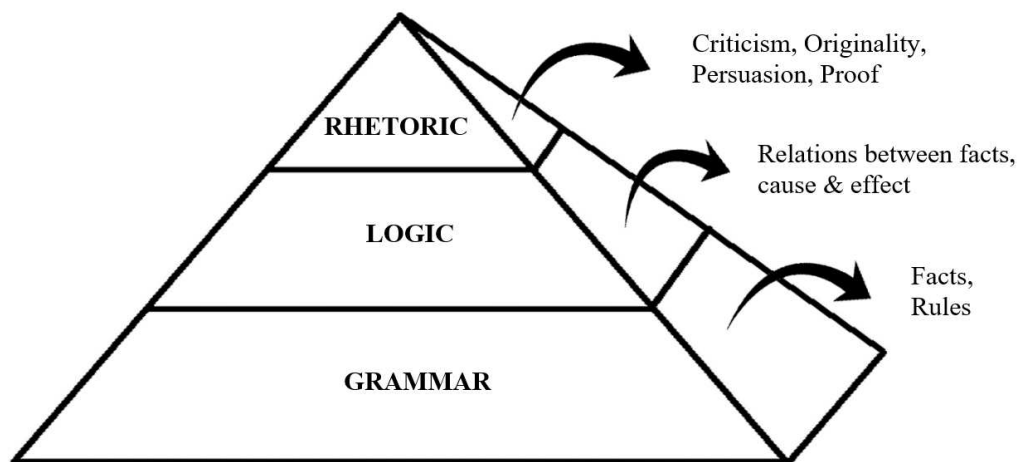 Criticism, Originality,
Persuasion, Proof
RHETORIC
Relations between facts,
cause & effect
LOGIC
Facts,
Rules
GRAMMAR